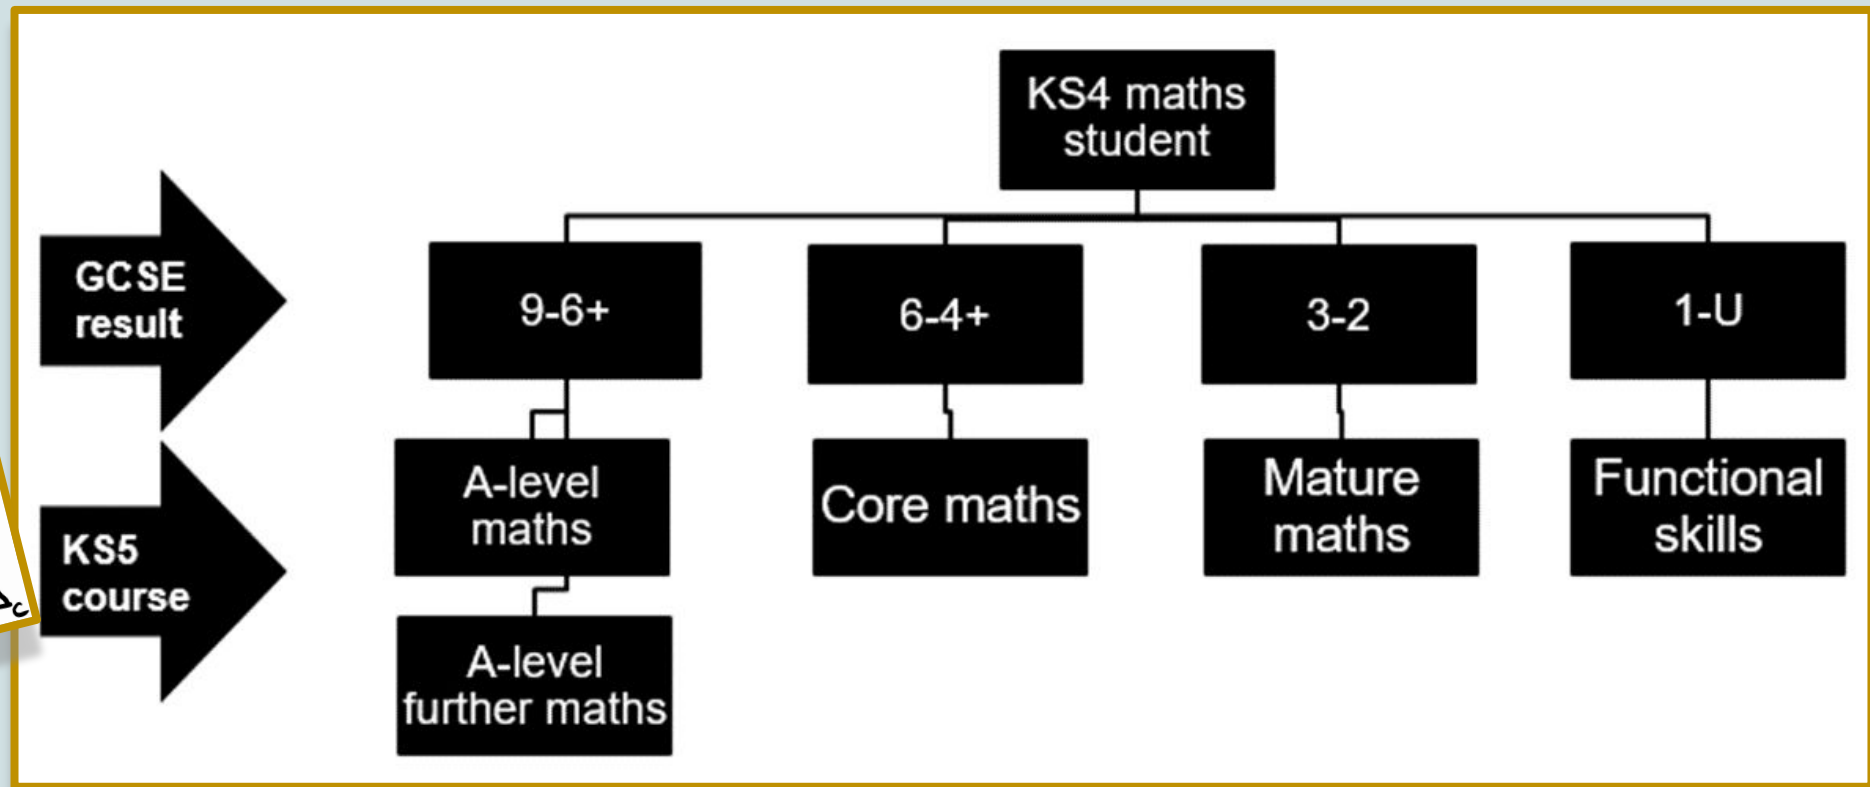 KS4 maths
student
GCSE
result
9-6+
6-4+
3-2
1-U
KS5
course
A-level
maths
Core maths
Mature
maths
Functional
skills
A-level
further maths